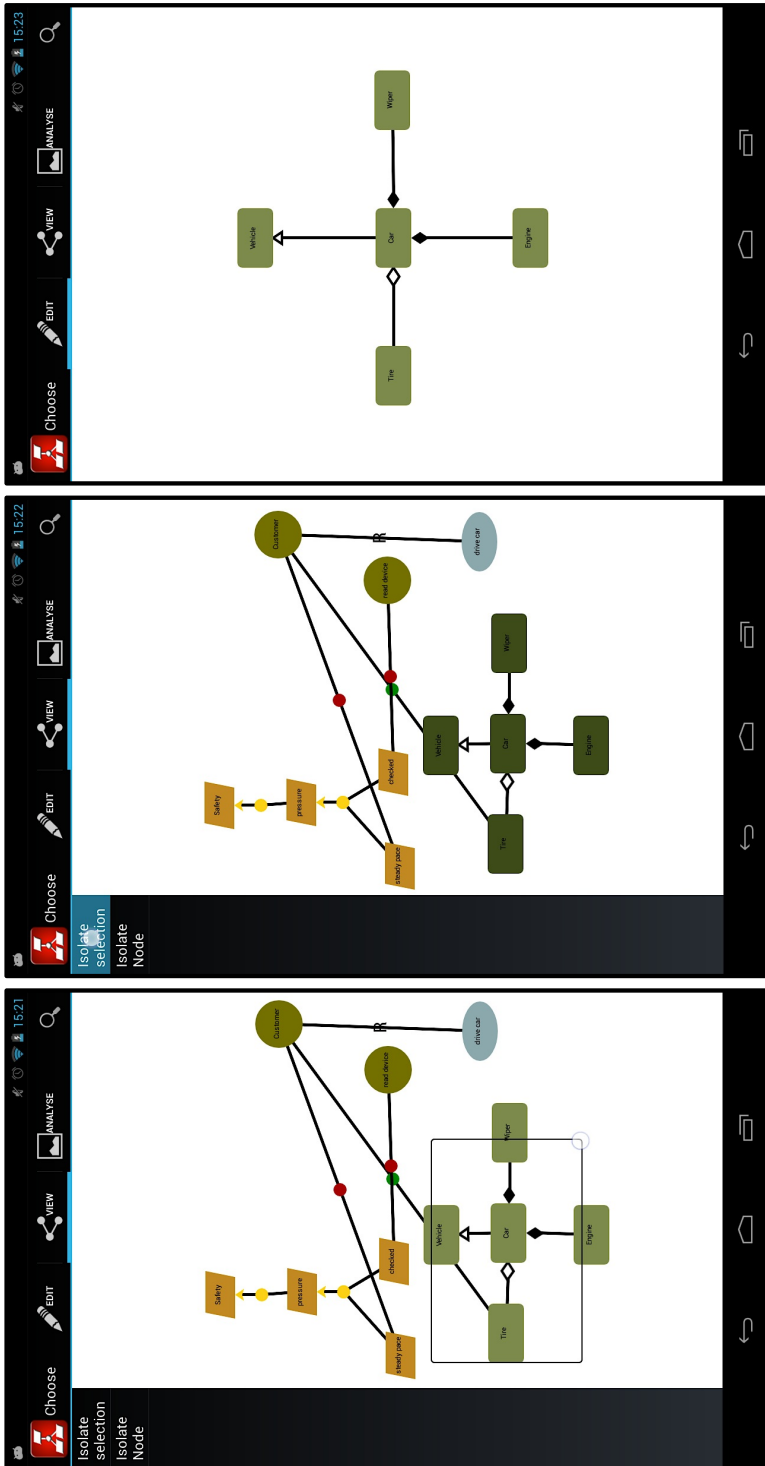 15:21
Choose
EDIT
VIEW
ANALYSE
Isolate
selection
Isolate
Node
Safety
pressure
checked
steady pace
Customer
R
read device
drive car
Vehicle
Tire
Car
Wiper
Engine
15:22
Choose
EDIT
VIEW
ANALYSE
Isolate
selection
Isolate
Node
Safety
pressure
checked
steady pace
Customer
R
read device
drive car
Vehicle
Tire
Car
Wiper
Engine
15:23
Choose
EDIT
VIEW
ANALYSE
Vehicle
Tire
Car
Wiper
Engine